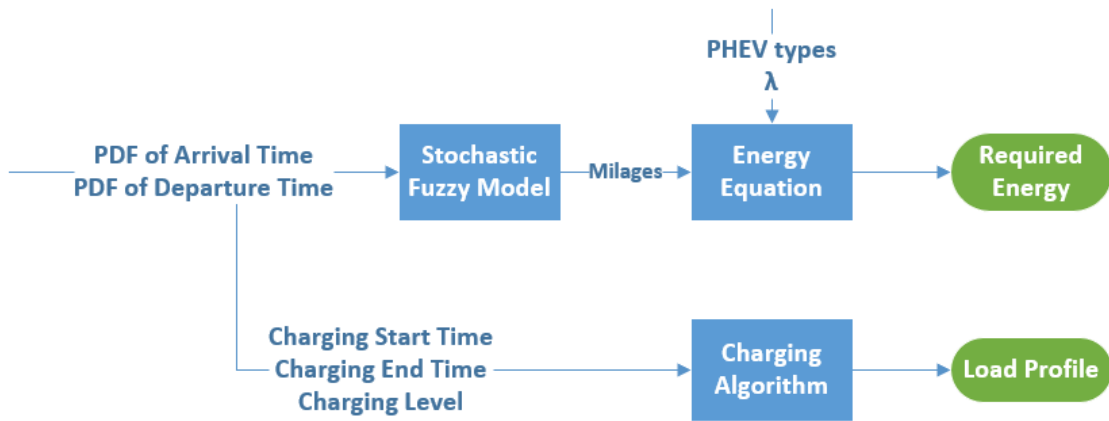 PHEV types
λ
PDF of Arrival Time
PDF of Departure Time
Stochastic
Fuzzy Model
Milages
Energy
Equation
Required
Energy
Charging Start Time
Charging End Time
Charging Level
Charging
Algorithm
Load Profile